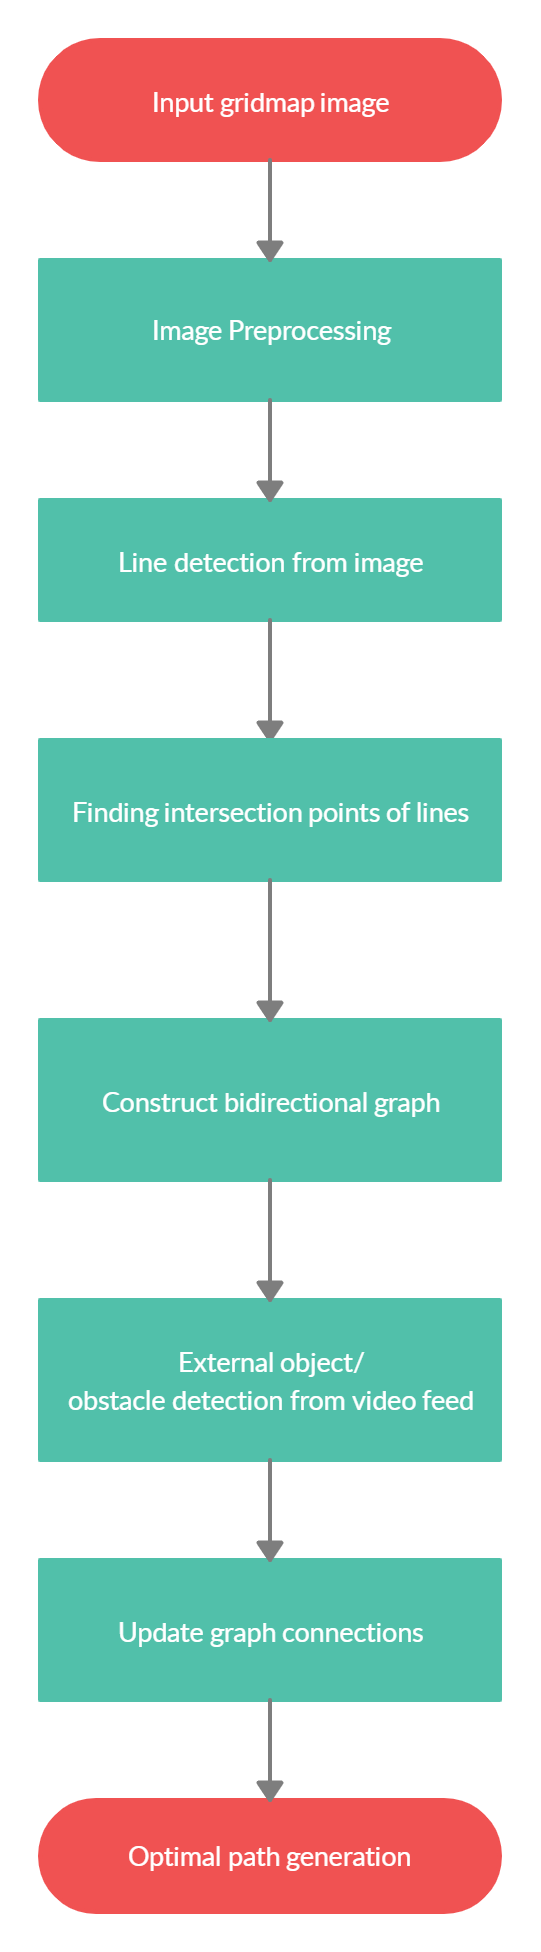 Input gridmap image
Image Preprocessing
Line detection from image
Finding intersection points of lines
Construct bidirectional graph
External object/
obstacle detection from video feed
Update graph connections
Optimal path generation